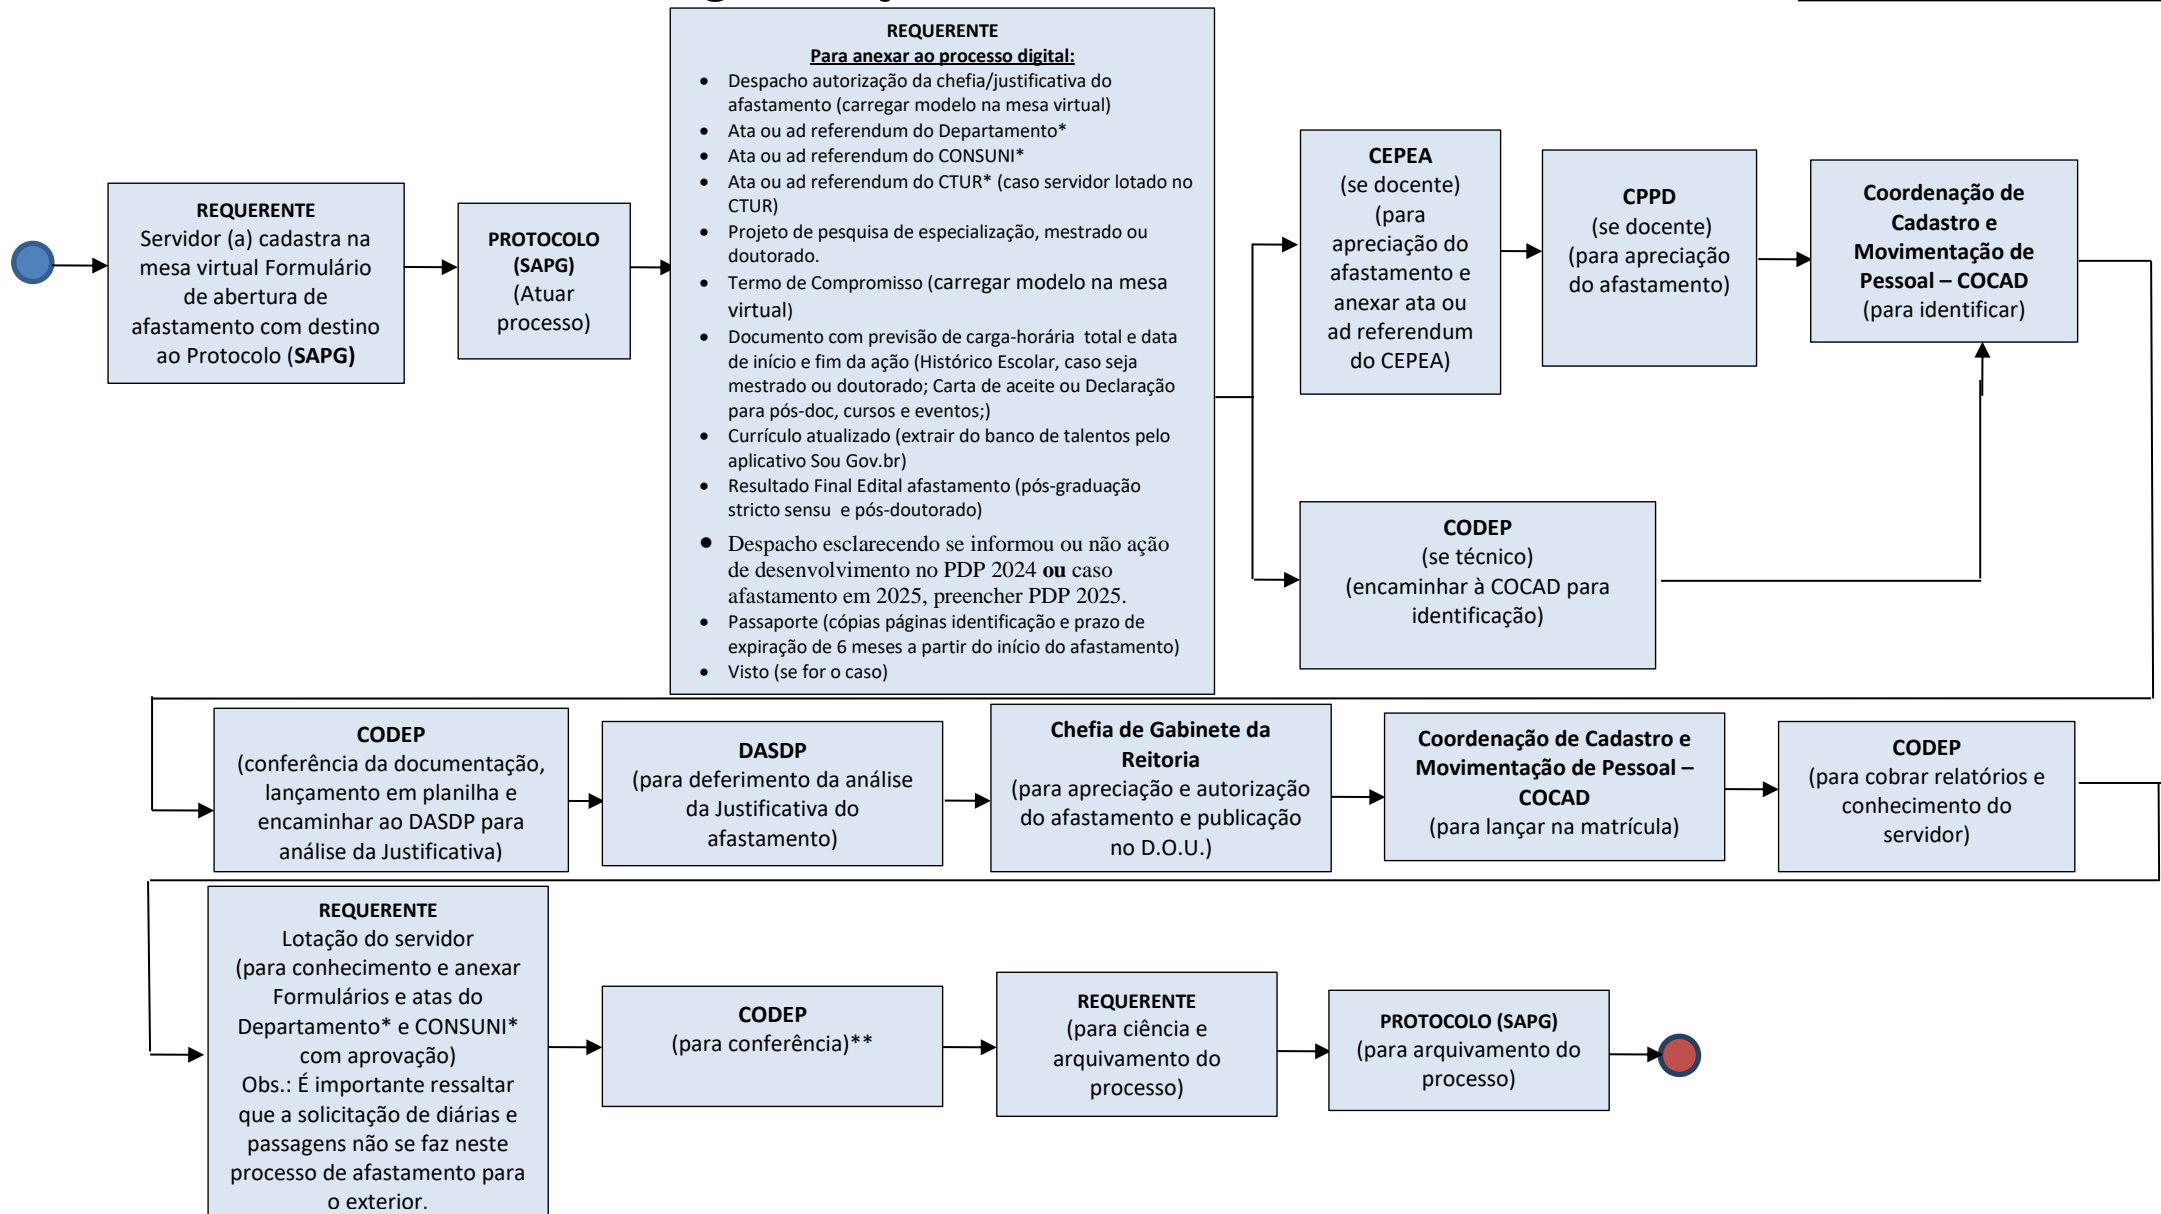 REQUERENTE
Servidor (a) cadastra na
mesa virtual Formulário
de abertura de
afastamento com destino
ao Protocolo (SAPG)
PROTOCOLO
(SAPG)
(Atuar
processo)
REQUERENTE
Para anexar ao processo digital:
• Despacho autorização da chefia/justificativa do
afastamento (carregar modelo na mesa virtual)
• Ata ou ad referendum do Departamento*
• Ata ou ad referendum do CONSUNI*
• Ata ou ad referendum do CTUR* (caso servidor lotado no
CTUR)
• Projeto de pesquisa de especialização, mestrado ou
doutorado.
• Termo de Compromisso (carregar modelo na mesa
virtual)
• Documento com previsão de carga-horária total e data
de início e fim da ação (Histórico Escolar, caso seja
mestrado ou doutorado; Carta de aceite ou Declaração
para pós-doc, cursos e eventos;)
• Currículo atualizado (extrair do banco de talentos pelo
aplicativo Sou Gov.br)
• Resultado Final Edital afastamento (pós-graduação
stricto sensu e pós-doutorado)
• Despacho esclarecendo se informou ou não ação
de desenvolvimento no PDP 2024 ou caso
afastamento em 2025, preencher PDP 2025.
• Passaporte (cópias páginas identificação e prazo de
expiração de 6 meses a partir do início do afastamento)
• Visto (se for o caso)
CEPEA
(se docente)
(para
apreciação do
afastamento e
anexar ata ou
ad referendum
do CEPEA)
CPPD
(se docente)
(para apreciação
do afastamento)
Coordenação de
Cadastro e
Movimentação de
Pessoal – COCAD
(para identificar)
CODEP
(se técnico)
(encaminhar à COCAD para
identificação)
CODEP
(conferência da documentação,
lançamento em planilha e
encaminhar ao DASDP para
análise da Justificativa)
DASDP
(para deferimento da análise
da Justificativa do
afastamento)
Chefia de Gabinete da
Reitoria
(para apreciação e autorização
do afastamento e publicação
no D.O.U.)
Coordenação de Cadastro e
Movimentação de Pessoal –
COCAD
(para lançar na matrícula)
CODEP
(para cobrar relatórios e
conhecimento do
servidor)
REQUERENTE
Lotação do servidor
(para conhecimento e anexar
Formulários e atas do
Departamento* e CONSUNI*
com aprovação)
Obs.: É importante ressaltar
que a solicitação de diárias e
passagens não se faz neste
processo de afastamento para
o exterior.
CODEP
(para conferência)**
REQUERENTE
(para ciência e
arquivamento do
processo)
PROTOCOLO (SAPG)
(para arquivamento do
processo)